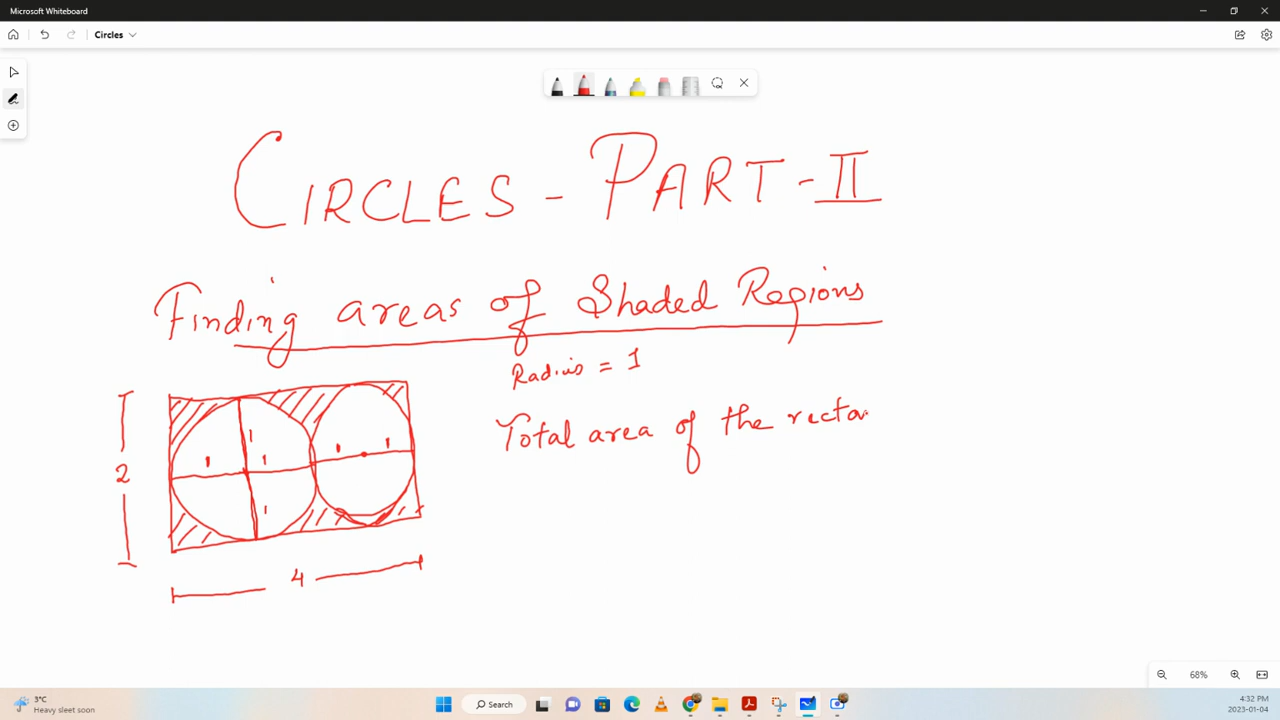 Microsoft Whiteboard
Circles
CIRCLES - PART-II
Finding areas of Shaded Regions
Radius = 1
Total area of the recta
1
1
1
1
1
1
2
4
68%
3°C
Heavy sleet soon
Search
4:32 PM
2023-01-04